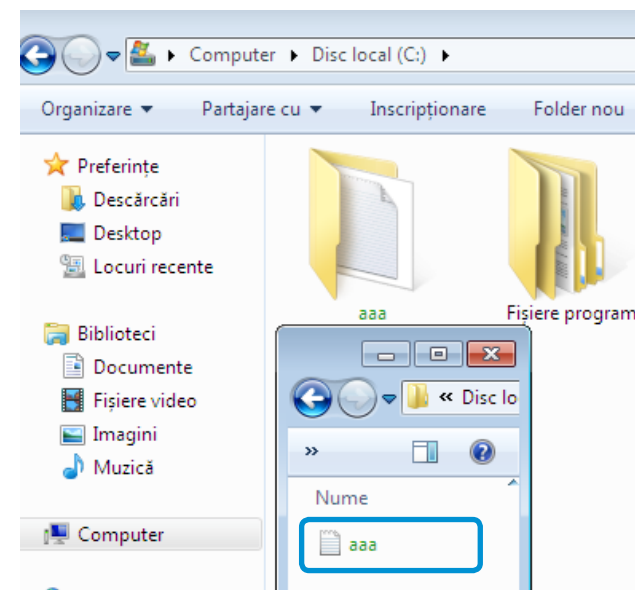 Computer ▸ Disc local (C:) ▸
Organizare Partajare cu Inscripționare Folder nou
Preferințe
Descărcări
Desktop
Locuri recente
Biblioteci
Documente
Fișiere video
Imagini
Muzică
Computer
aaa
Fișiere program
« Disc lo
»
Nume
aaa